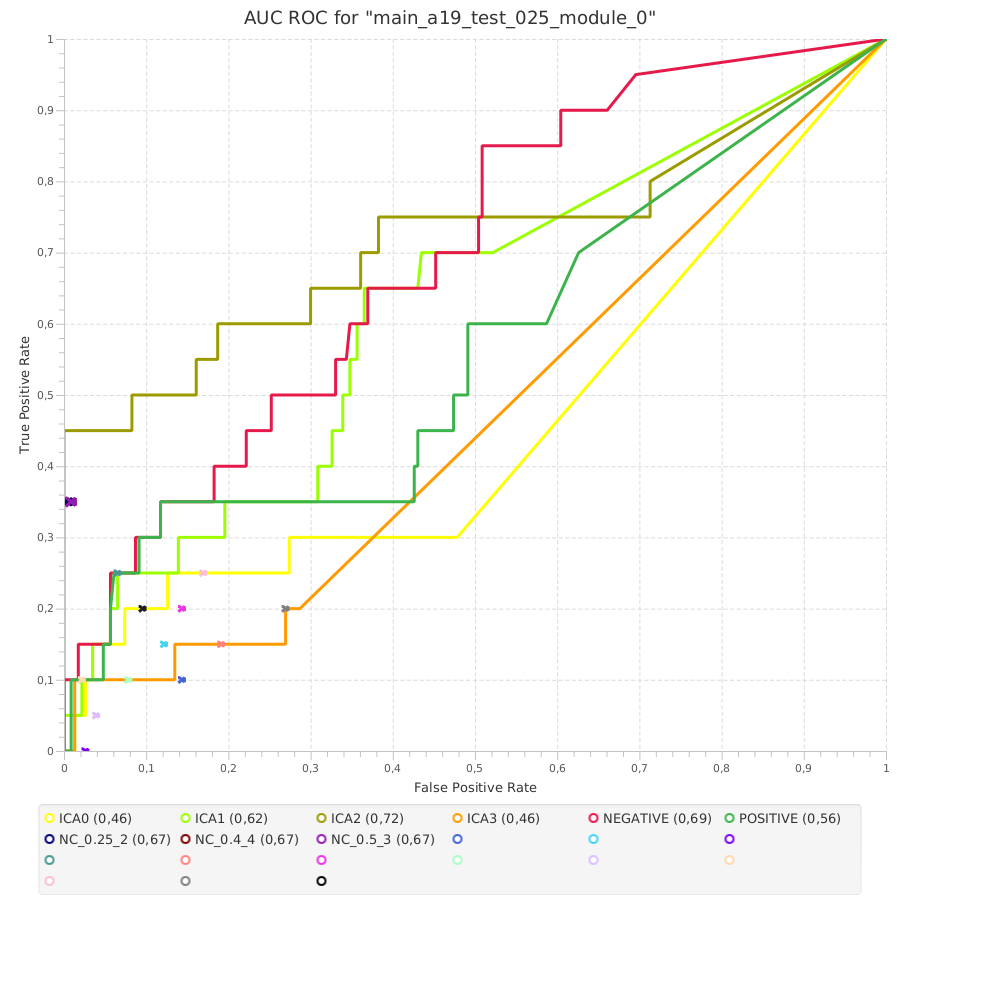 AUC ROC for "main_a19_test_025_module_0"
1
0,9
0,8
0,7
0,6
0,5
0,4
0,3
0,2
0,1
0
True Positive Rate
0 0,1 0,2 0,3 0,4 0,5 0,6 0,7 0,8 0,9 1
False Positive Rate
ICA0 (0,46) ICA1 (0,62) ICA2 (0,72) ICA3 (0,46) NEGATIVE (0,69) POSITIVE (0,56)
NC_0.25_2 (0,67) NC_0.4_4 (0,67) NC_0.5_3 (0,67)